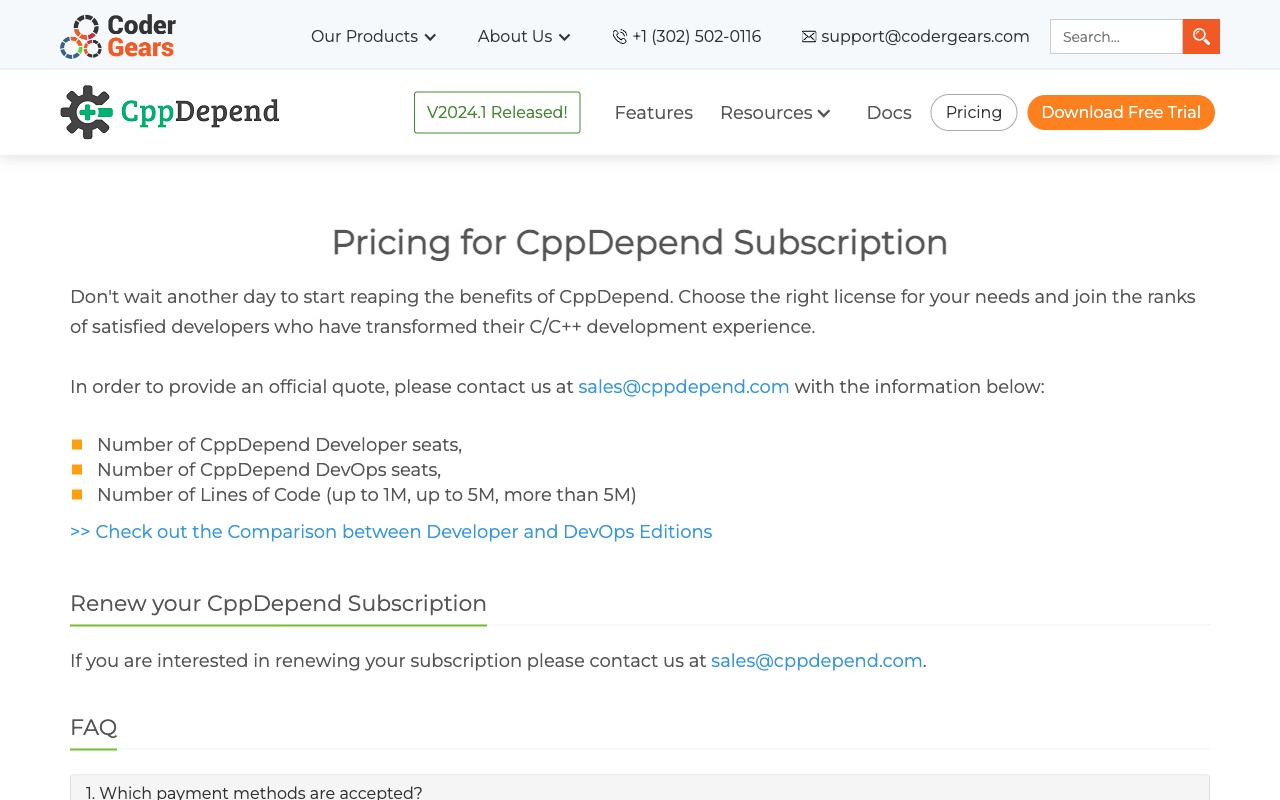 Coder Gears
Our Products
About Us
+1 (302) 502-0116
support@codergears.com
Search...
CppDepend
V2024.1 Released!
Features
Resources
Docs
Pricing
Download Free Trial
Pricing for CppDepend Subscription
Don't wait another day to start reaping the benefits of CppDepend. Choose the right license for your needs and join the ranks
of satisfied developers who have transformed their C/C++ development experience.
In order to provide an official quote, please contact us at sales@cppdepend.com with the information below:
Number of CppDepend Developer seats,
Number of CppDepend DevOps seats,
Number of Lines of Code (up to 1M, up to 5M, more than 5M)
>> Check out the Comparison between Developer and DevOps Editions
Renew your CppDepend Subscription
If you are interested in renewing your subscription please contact us at sales@cppdepend.com.
FAQ
1. Which payment methods are accepted?